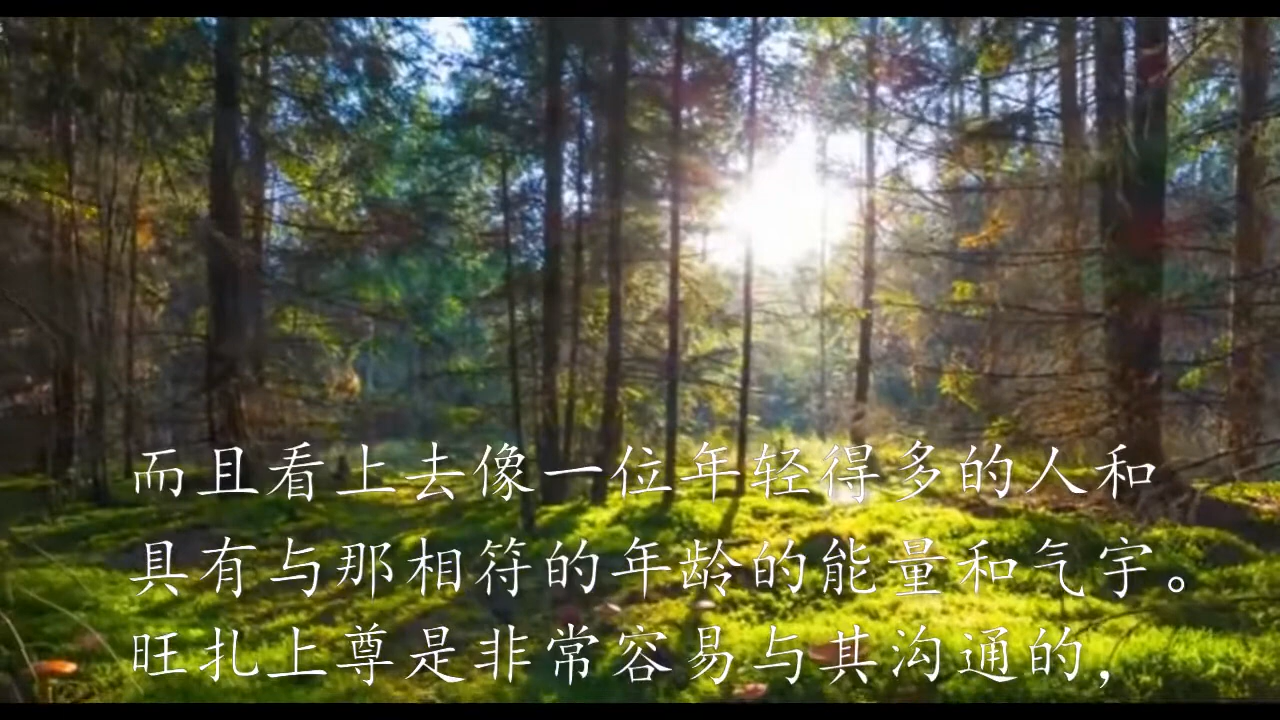 而且看上去像一位年轻得多的人和
具有与那相符的年龄的能量和气宇。
旺扎上尊是非常容易与其沟通的，